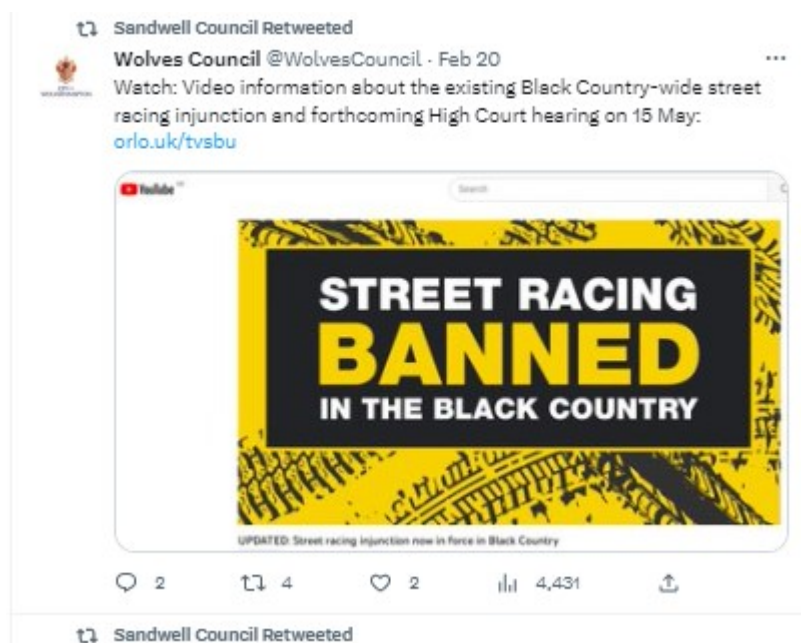 Sandwell Council Retweeted
Wolves Council @WolvesCouncil · Feb 20
Watch: Video information about the existing Black Country-wide street
racing injunction and forthcoming High Court hearing on 15 May:
orlo.uk/tvsbu
YouTube
Search
STREET RACING
BANNED
IN THE BLACK COUNTRY
UPDATED: Street racing injunction now in force in Black Country
2 4 2 4,431
Sandwell Council Retweeted